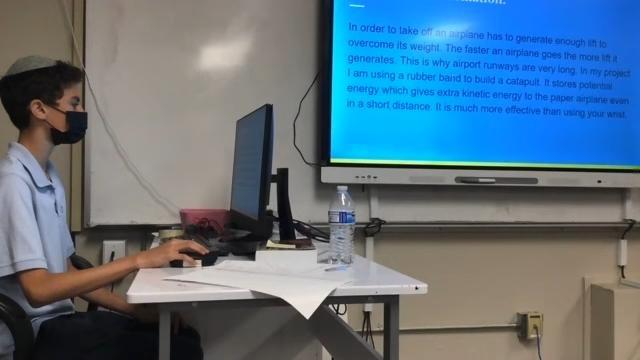 In order to take off an airplane has to generate enough lift to
overcome its weight. The faster an airplane goes the more lift it
generates. This is why airport runways are very long. In my project
I am using a rubber band to build a catapult. It stores potential
energy which gives extra kinetic energy to the paper airplane even
in a short distance. It is much more effective than using your wrist.